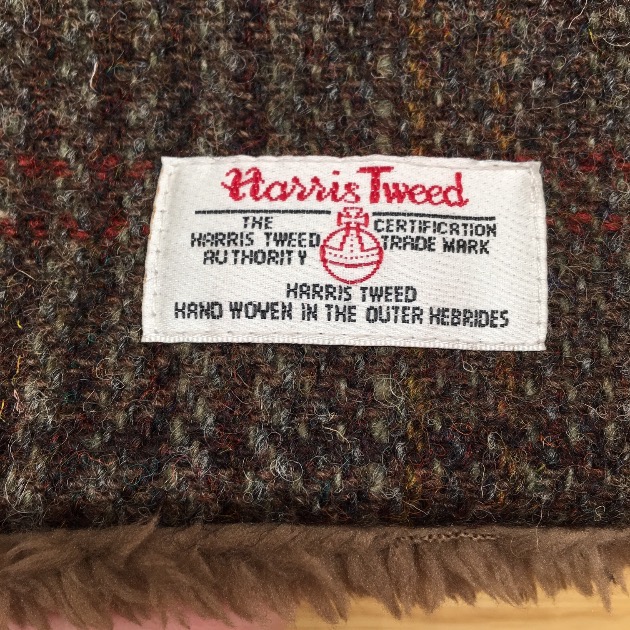 Harris Tweed
THE CERTIFICATION
HARRIS TWEED TRADE MARK
AUTHORITY
HARRIS TWEED
HAND WOVEN IN THE OUTER HEBRIDES